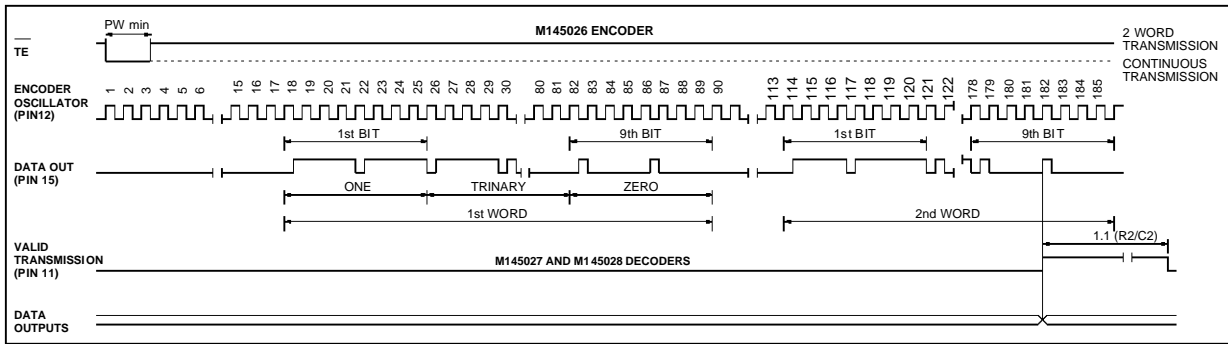 PW min
M145026 ENCODER
TE
2 WORD
TRANSMISSION
CONTINUOUS
TRANSMISSION
ENCODER
OSCILLATOR
(PIN12)
1 2 3 4 5 6 15 16 17 18 19 20 21 22 23 24 25 26 27 28 29 30 80 81 82 83 84 85 86 87 88 89 90 113 114 115 116 117 118 119 120 121 122 178 179 180 181 182 183 184 185
1st BIT 9th BIT 1st BIT 9th BIT
DATA OUT
(PIN 15)
ONE TRINARY ZERO
1st WORD 2nd WORD
1.1 (R2/C2)
VALID
TRANSMISSION
(PIN 11)
M145027 AND M145028 DECODERS
DATA
OUTPUTS